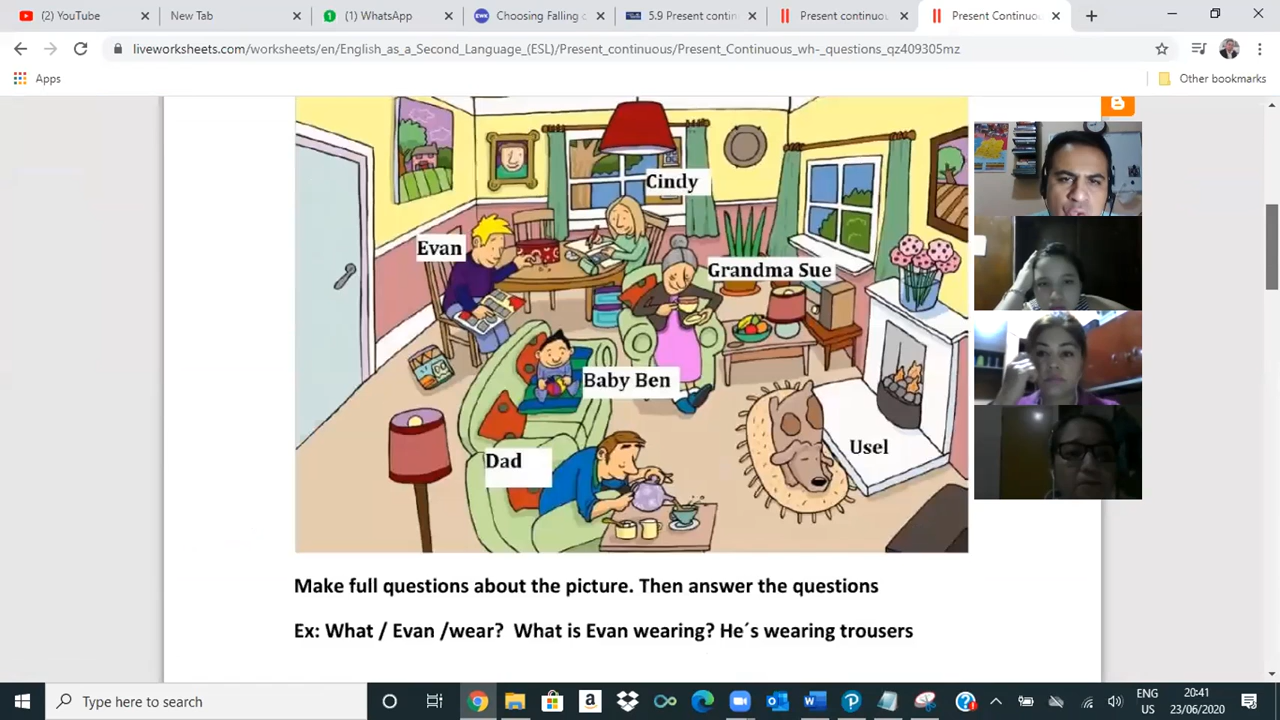 (2) YouTube
New Tab
(1) WhatsApp
Choosing Falling c
5.9 Present contin
Present continuou
Present Continuou
liveworksheets.com/worksheets/en/English_as_a_Second_Language_(ESL)/Present_continuous/Present_Continuous_wh-_questions_qz409305mz
Apps
Other bookmarks
Cindy
Evan
Grandma Sue
Baby Ben
Usel
Dad
Make full questions about the picture. Then answer the questions
Ex: What / Evan /wear? What is Evan wearing? He´s wearing trousers
Type here to search
ENG
US
20:41
23/06/2020